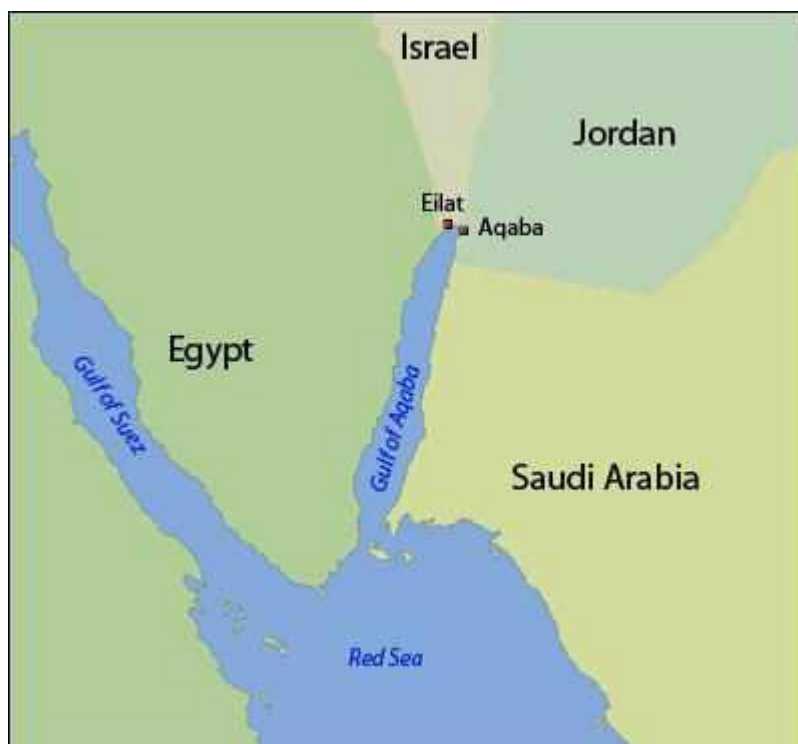 Israel
Jordan
Eilat
Aqaba
Egypt
Gulf of Suez
Gulf of Aqaba
Saudi Arabia
Red Sea